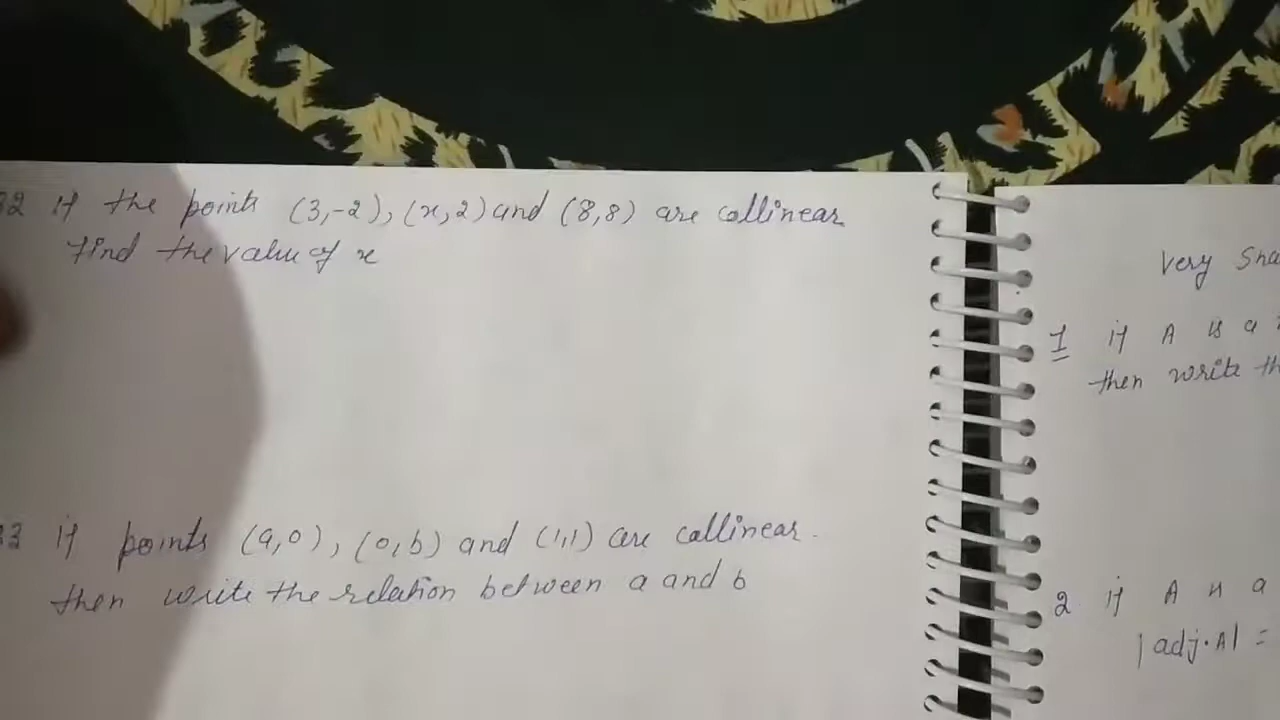 32 if the points (3,-2), (x,2) and (8,8) are collinear
find the value of x
33 if points (a,0), (0,b) and (1,1) are callinear.
then write the relation between a and b
Very
1 if A is a
then write
2 if A is a
|adj.A| =